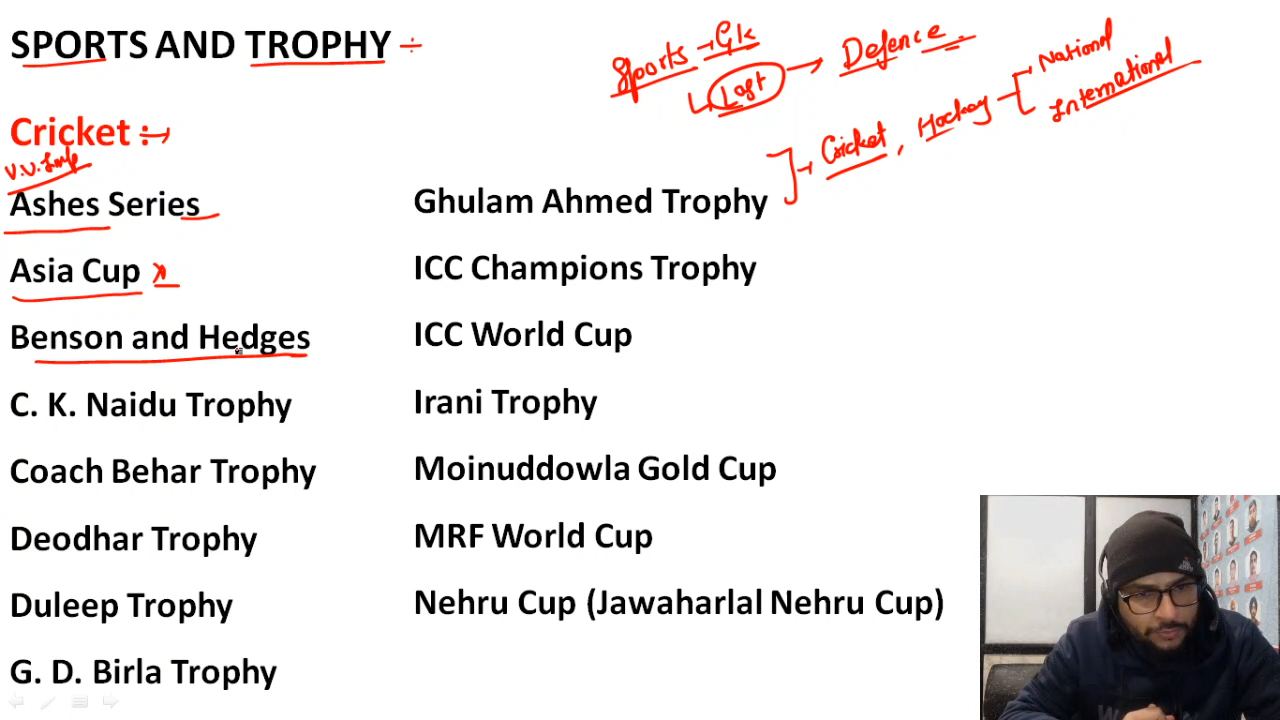 SPORTS AND TROPHY ÷
Sports → GK
Last → Defence
Cricket, Hockey
National
International
Cricket :→
V.V.Imp
Ashes Series
Asia Cup x
Benson and Hedges
C. K. Naidu Trophy
Coach Behar Trophy
Deodhar Trophy
Duleep Trophy
G. D. Birla Trophy
Ghulam Ahmed Trophy
ICC Champions Trophy
ICC World Cup
Irani Trophy
Moinuddowla Gold Cup
MRF World Cup
Nehru Cup (Jawaharlal Nehru Cup)